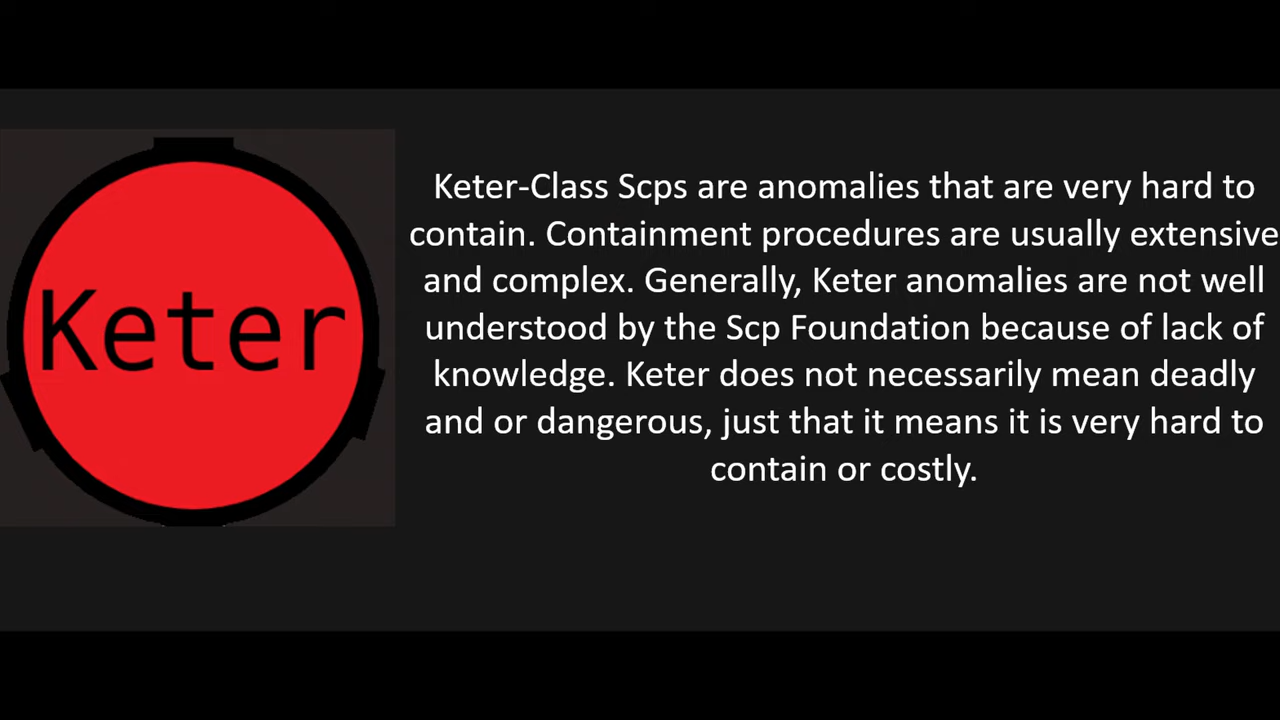 Keter
Keter-Class Scps are anomalies that are very hard to
contain. Containment procedures are usually extensive
and complex. Generally, Keter anomalies are not well
understood by the Scp Foundation because of lack of
knowledge. Keter does not necessarily mean deadly
and or dangerous, just that it means it is very hard to
contain or costly.